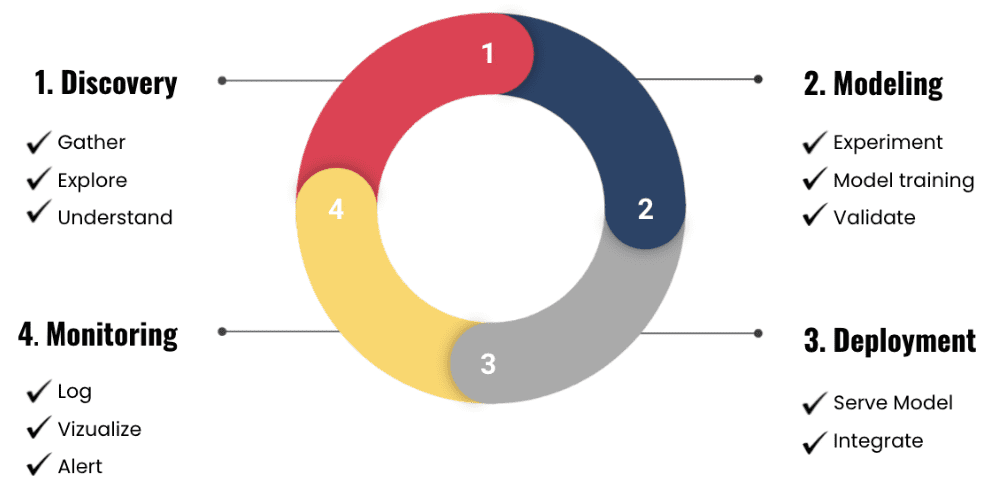 1. Discovery
Gather
Explore
Understand
2. Modeling
Experiment
Model training
Validate
3. Deployment
Serve Model
Integrate
4. Monitoring
Log
Vizualize
Alert
1
2
3
4